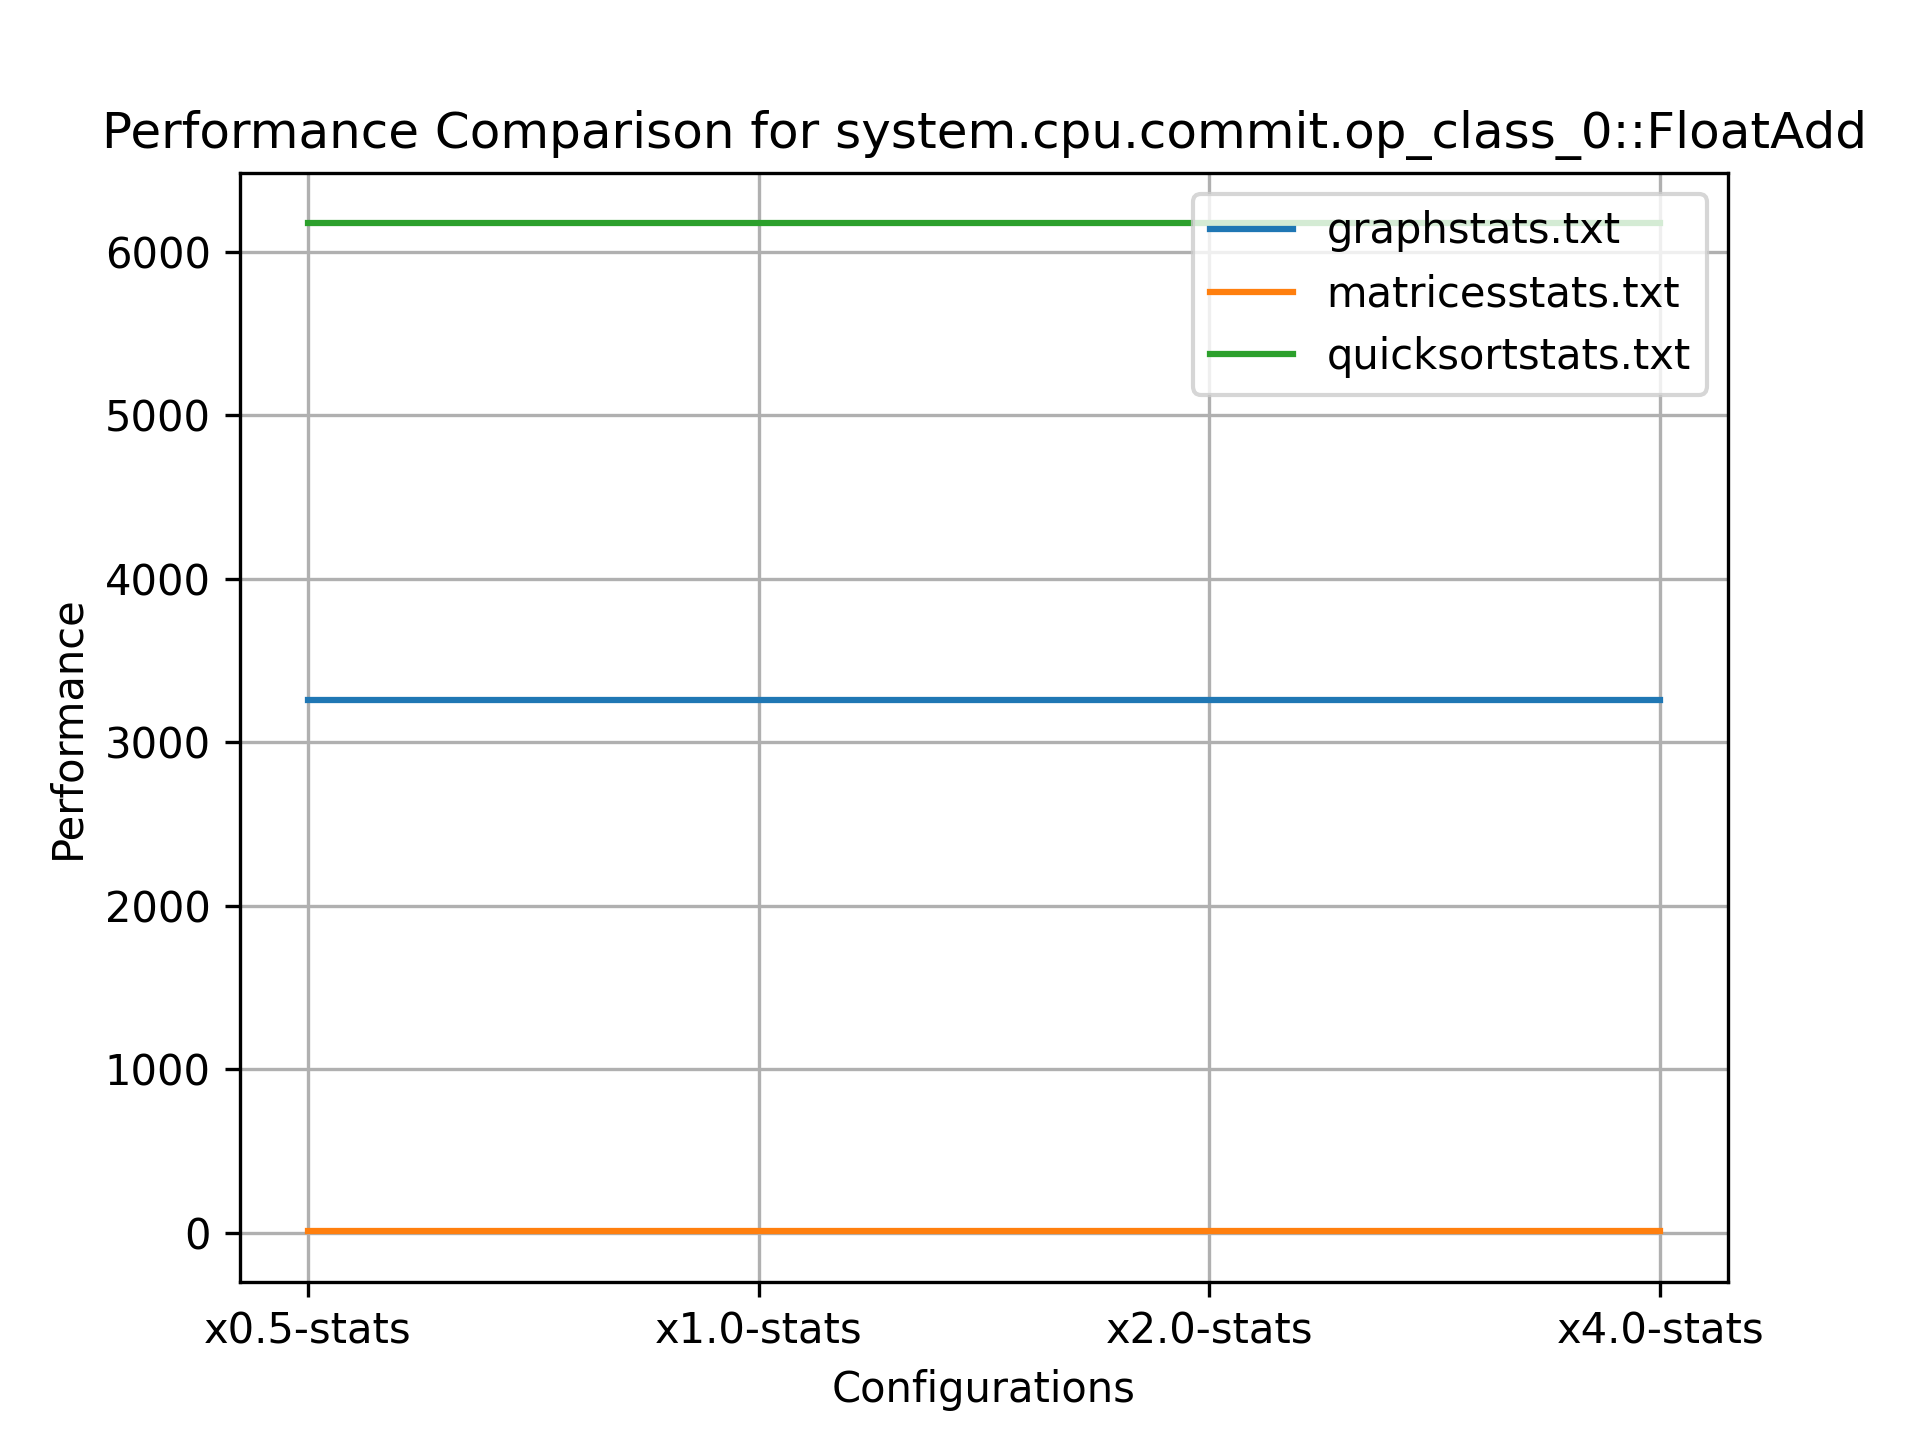 Performance Comparison for system.cpu.commit.op_class_0::FloatAdd
graphstats.txt
matricesstats.txt
quicksortstats.txt
6000
5000
4000
3000
2000
1000
0
Performance
x0.5-stats x1.0-stats x2.0-stats x4.0-stats
Configurations